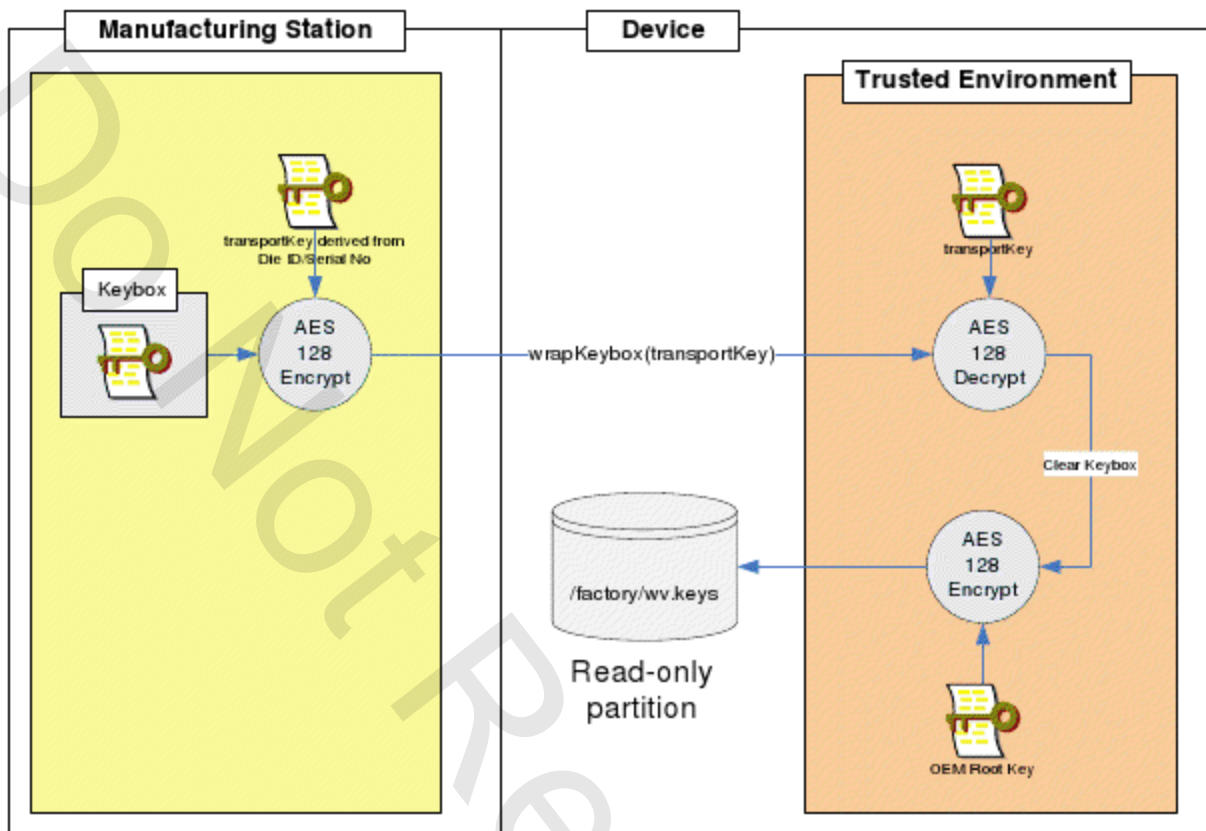 Manufacturing Station
Device
Trusted Environment
transportKey derived from
Die ID/Serial No
transportKey
Keybox
AES
128
Encrypt
wrapKeybox(transportKey)
AES
128
Decrypt
Clear Keybox
AES
128
Encrypt
/factory/wv.keys
Read-only
partition
OEM Root Key
Do Not Re